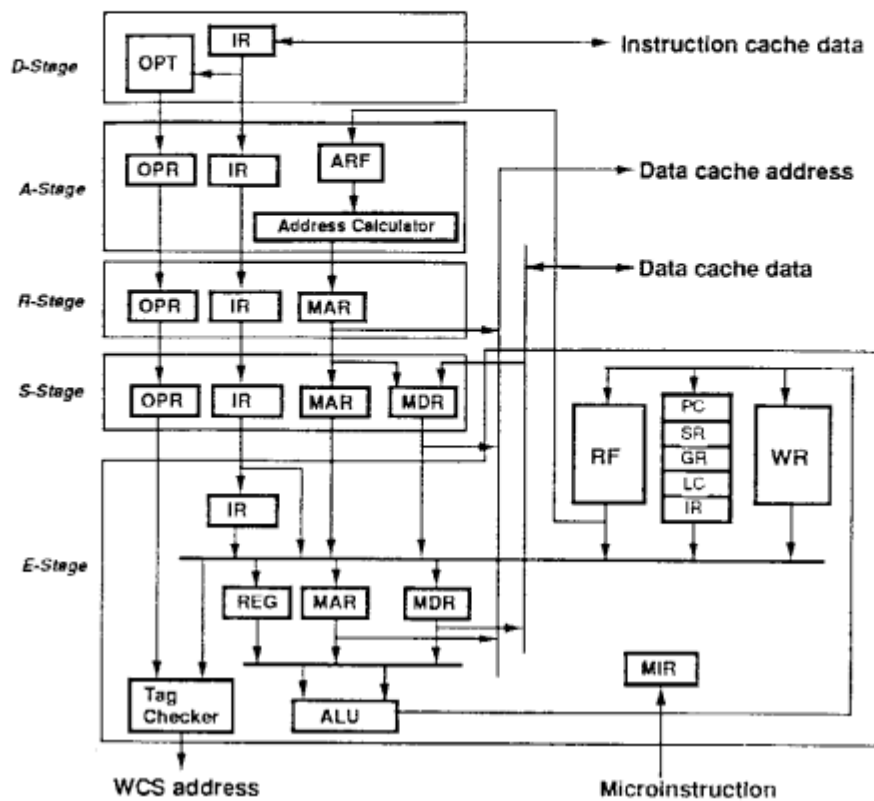 D-Stage
OPT
IR
Instruction cache data
A-Stage
OPR
IR
ARF
Address Calculator
Data cache address
Data cache data
R-Stage
OPR
IR
MAR
S-Stage
OPR
IR
MAR
MDR
RF
PC
SR
GR
LC
IR
WR
E-Stage
IR
REG
MAR
MDR
MIR
Tag
Checker
ALU
WCS address
Microinstruction